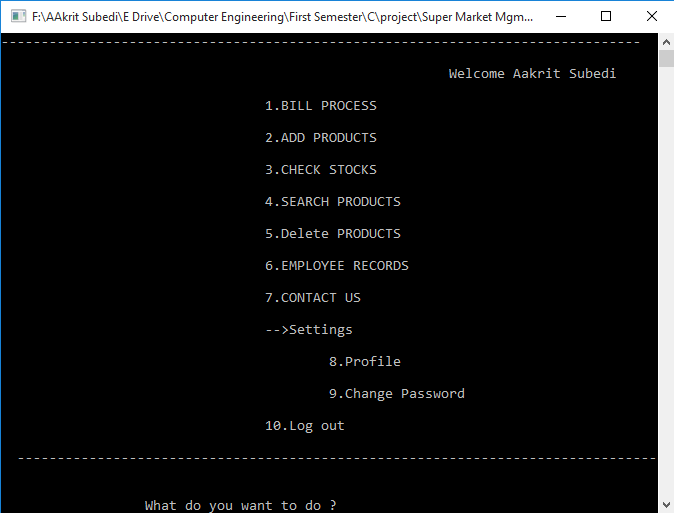 F:\AAkrit Subedi\E Drive\Computer Engineering\First Semester\C\project\Super Market Mgm...
Welcome Aakrit Subedi
1.BILL PROCESS
2.ADD PRODUCTS
3.CHECK STOCKS
4.SEARCH PRODUCTS
5.Delete PRODUCTS
6.EMPLOYEE RECORDS
7.CONTACT US
-->Settings
8.Profile
9.Change Password
10.Log out
What do you want to do ?